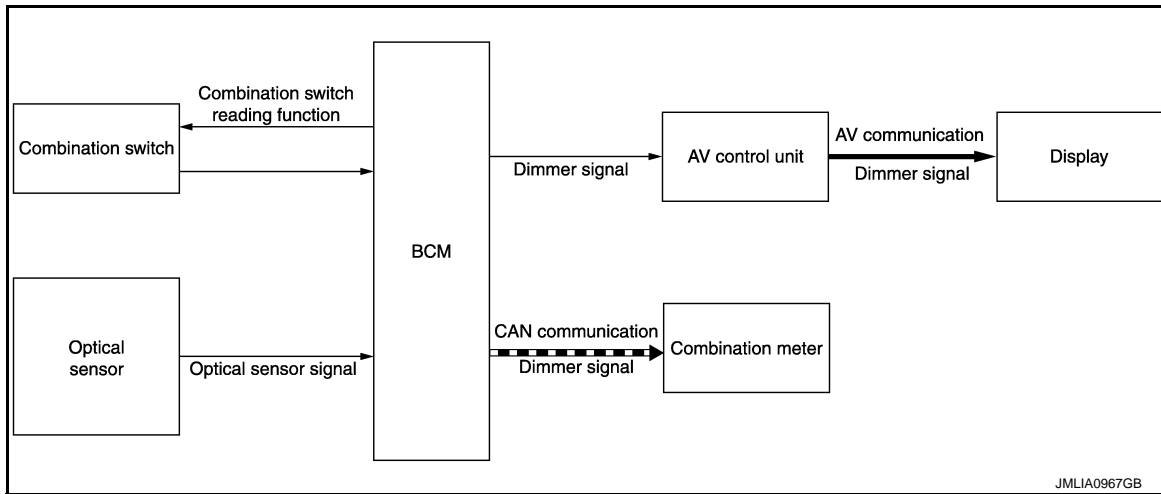 Combination switch
reading function
Combination switch
Optical
sensor
Optical sensor signal
BCM
Dimmer signal
AV control unit
AV communication
Dimmer signal
Display
CAN communication
Dimmer signal
Combination meter
JMLIA0967GB